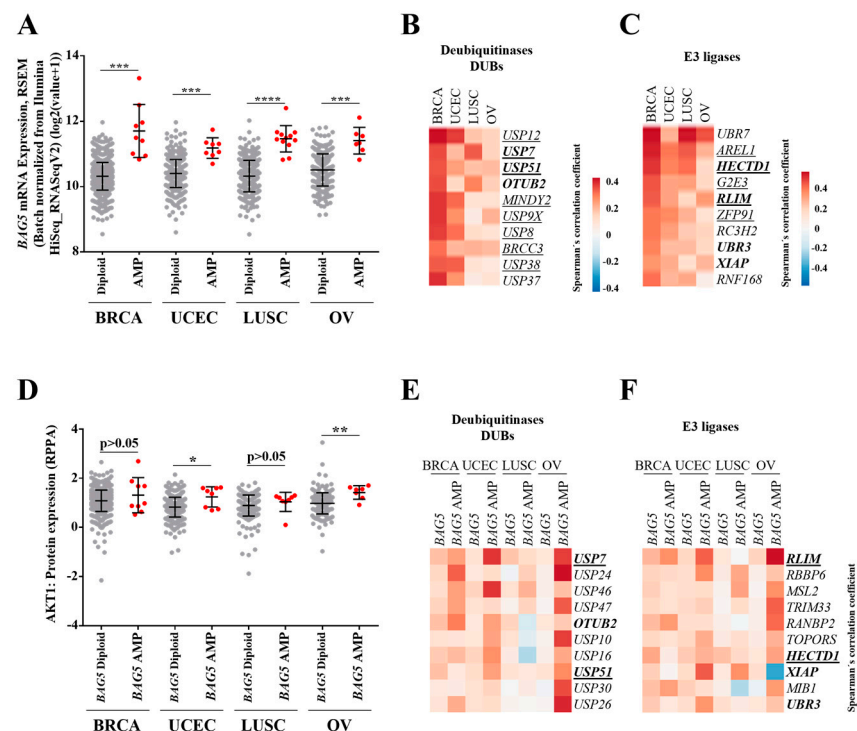 A
BAG5 mRNA Expression, RSEM
(Batch normalized from Ilumina
HiSeq_RNASeqV2) (log2(value+1))
14
12
10
8
***
***
****
***
Diploid
AMP
Diploid
AMP
Diploid
AMP
Diploid
AMP
BRCA
UCEC
LUSC
OV
B
Deubiquitinases
DUBs
BRCA
UCEC
LUSC
OV
USP12
USP7
USP51
OTUB2
MINDY2
USP9X
USP8
BRCC3
USP38
USP37
Spearman´s correlation coefficient
0.4
0.2
0
-0.2
-0.4
C
E3 ligases
BRCA
UCEC
LUSC
OV
UBR7
AREL1
HECTD1
G2E3
RLIM
ZFP91
RC3H2
UBR3
XIAP
RNF168
Spearman´s correlation coefficient
0.4
0.2
0
-0.2
-0.4
D
AKT1: Protein expression (RPPA)
4
2
0
-2
-4
p>0.05
*
p>0.05
**
BAG5 Diploid
BAG5 AMP
BAG5 Diploid
BAG5 AMP
BAG5 Diploid
BAG5 AMP
BAG5 Diploid
BAG5 AMP
BRCA
UCEC
LUSC
OV
E
Deubiquitinases
DUBs
BRCA UCEC LUSC OV
BAG5
BAG5 AMP
BAG5
BAG5 AMP
BAG5
BAG5 AMP
BAG5
BAG5 AMP
USP7
USP24
USP46
USP47
OTUB2
USP10
USP16
USP51
USP30
USP26
F
E3 ligases
BRCA UCEC LUSC OV
BAG5
BAG5 AMP
BAG5
BAG5 AMP
BAG5
BAG5 AMP
BAG5
BAG5 AMP
RLIM
RBBP6
MSL2
TRIM33
RANBP2
TOPORS
HECTD1
XIAP
MIB1
UBR3
Spearman´s correlation coefficient